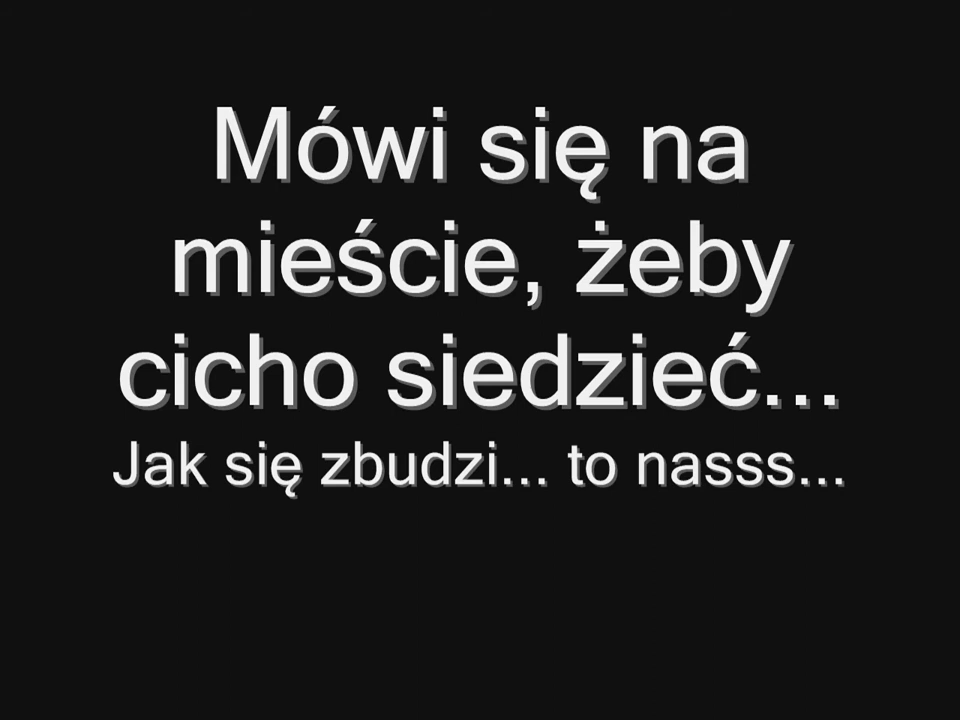 Mówi się na
mieście, żeby
cicho siedzieć...
Jak się zbudzi... to nasss...